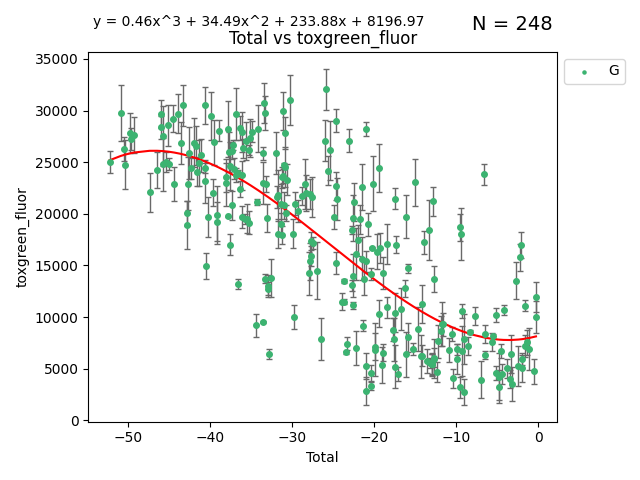 y = 0.46x^3 + 34.49x^2 + 233.88x + 8196.97
N = 248
Total vs toxgreen_fluor
G
35000
30000
25000
20000
15000
10000
5000
0
toxgreen_fluor
−50
−40
−30
−20
−10
0
Total